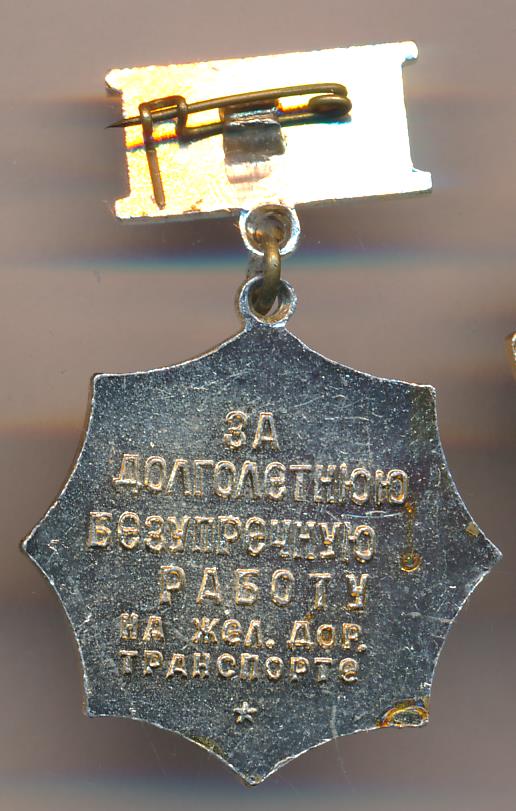 ЗА
ДОЛГОЛЕТНЮЮ
БЕЗУПРЕЧНУЮ
РАБОТУ
НА ЖЕЛ. ДОР.
ТРАНСПОРТЕ